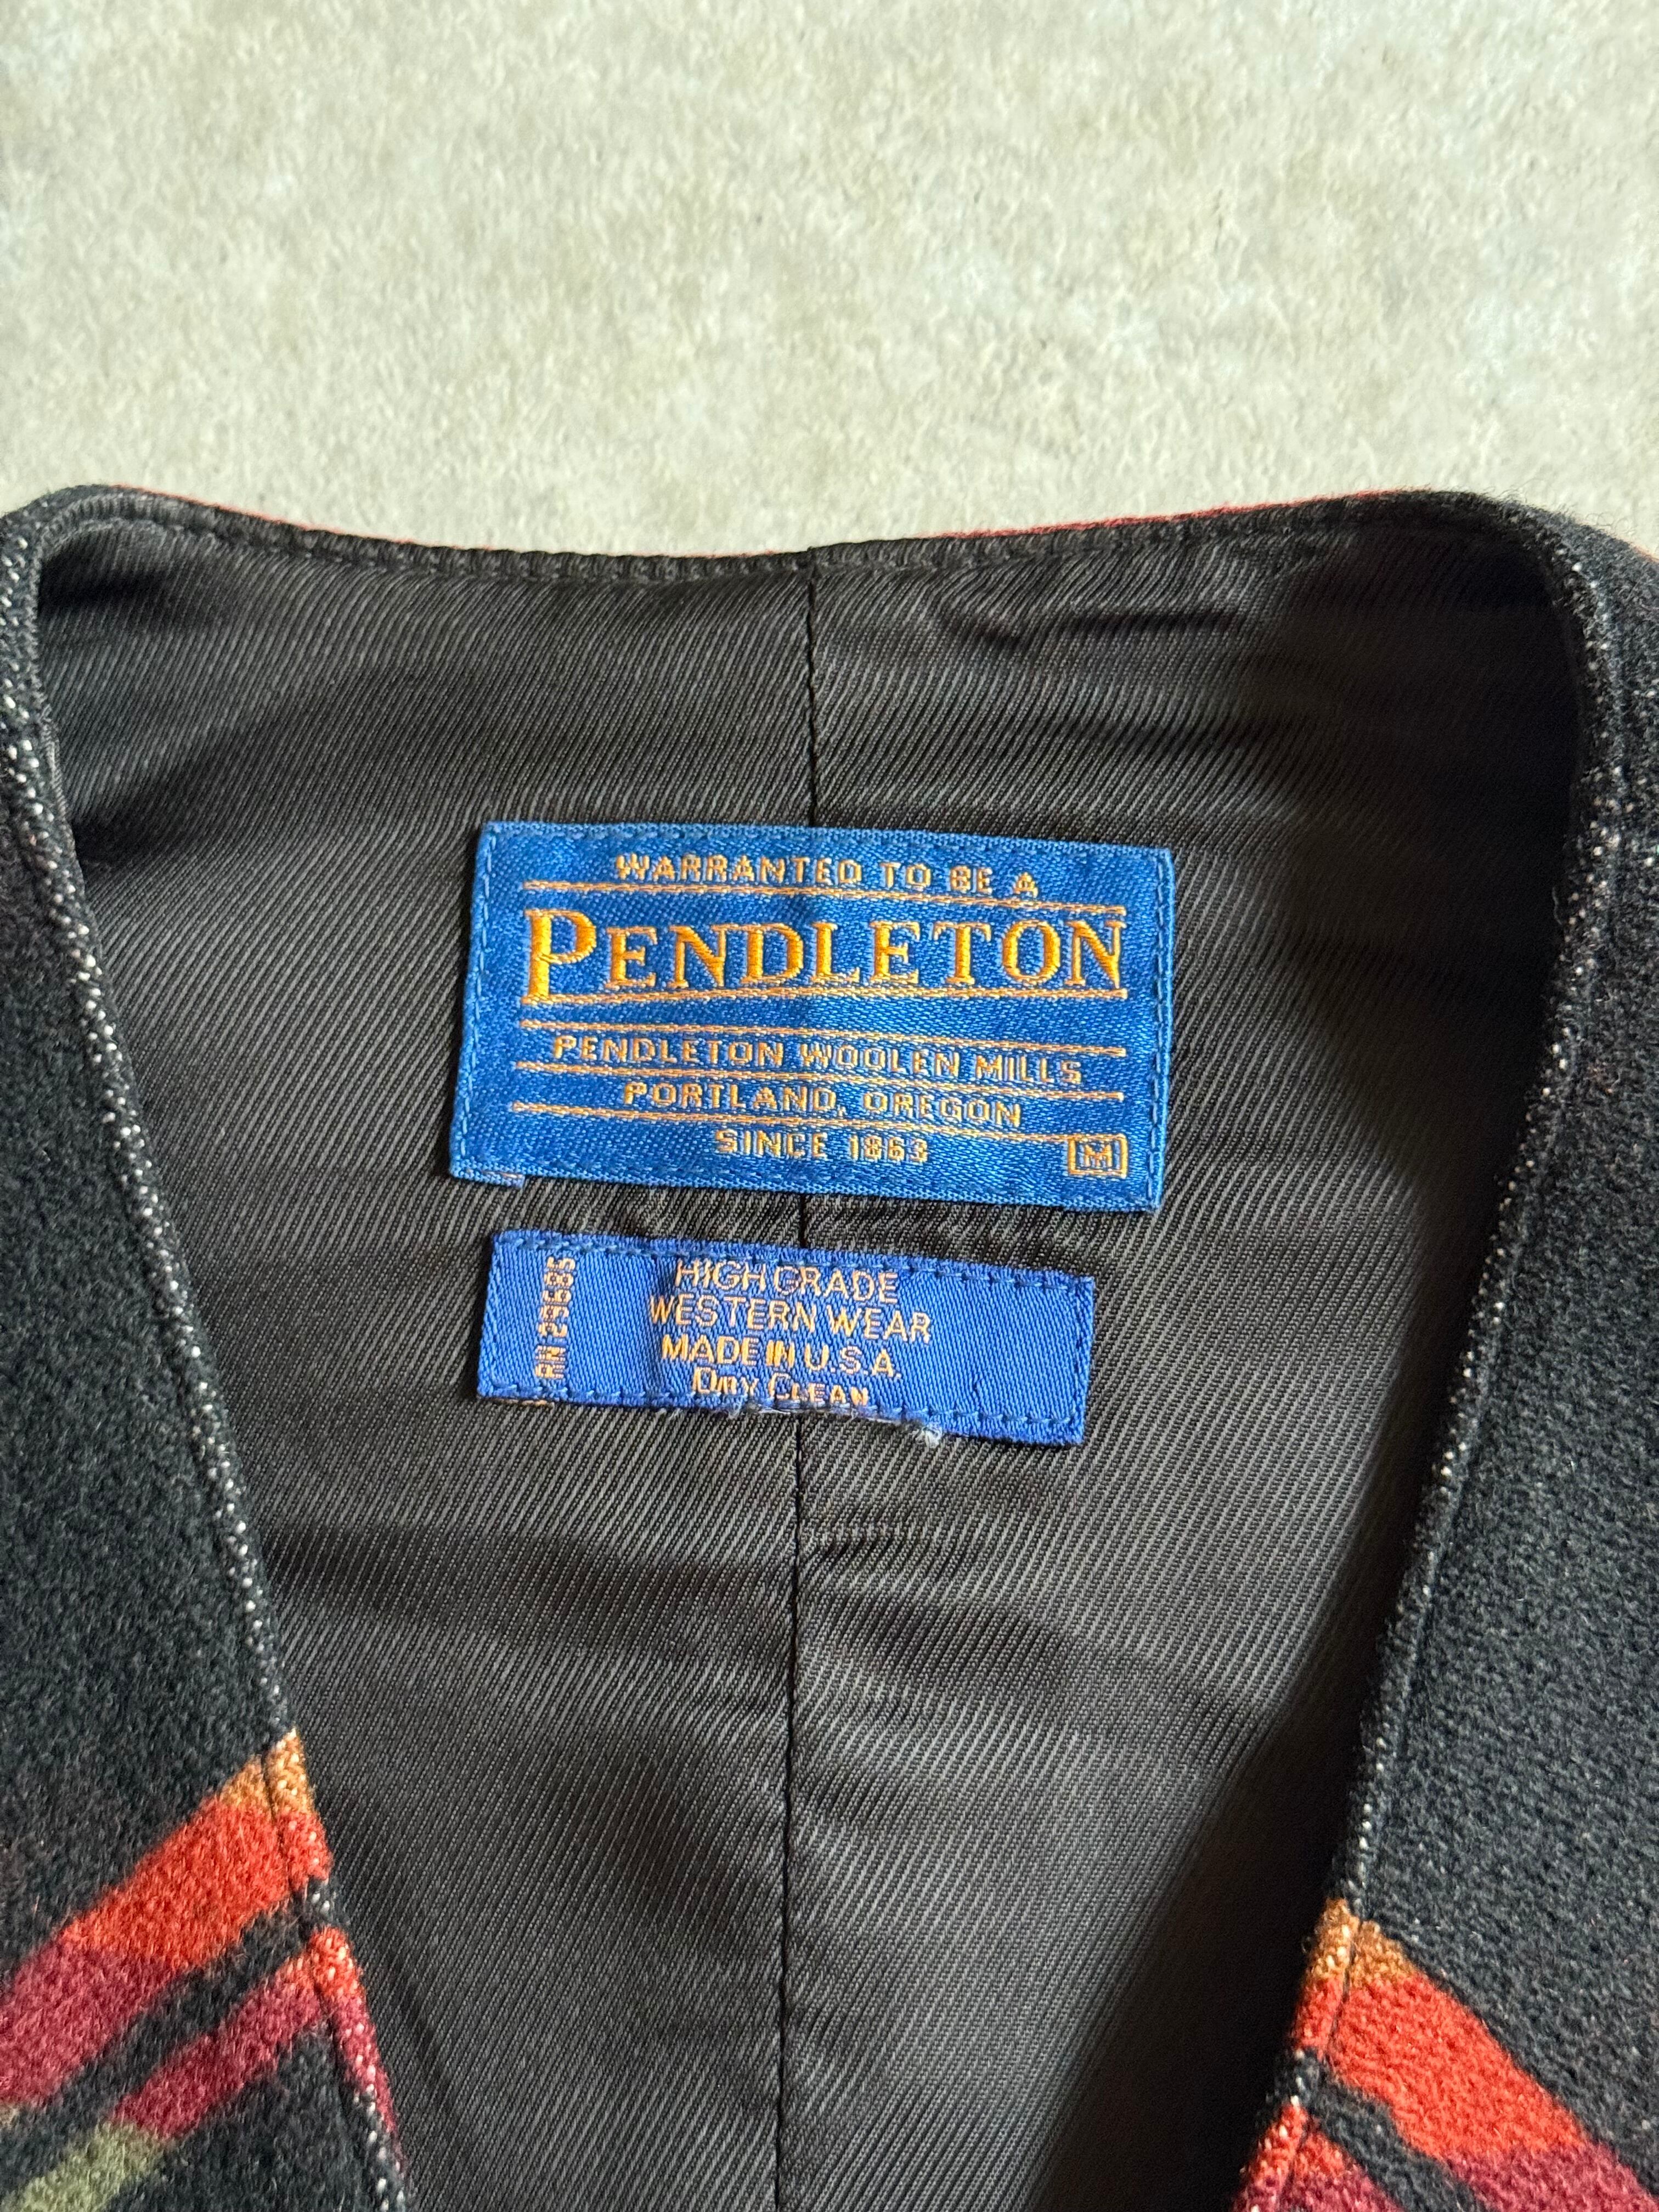 WARRANTED TO BE A
PENDLETON
PENDLETON WOOLEN MILLS
PORTLAND, OREGON
SINCE 1863
M
RN 29685
HIGH GRADE
WESTERN WEAR
MADE IN U.S.A.
DRY CLEAN